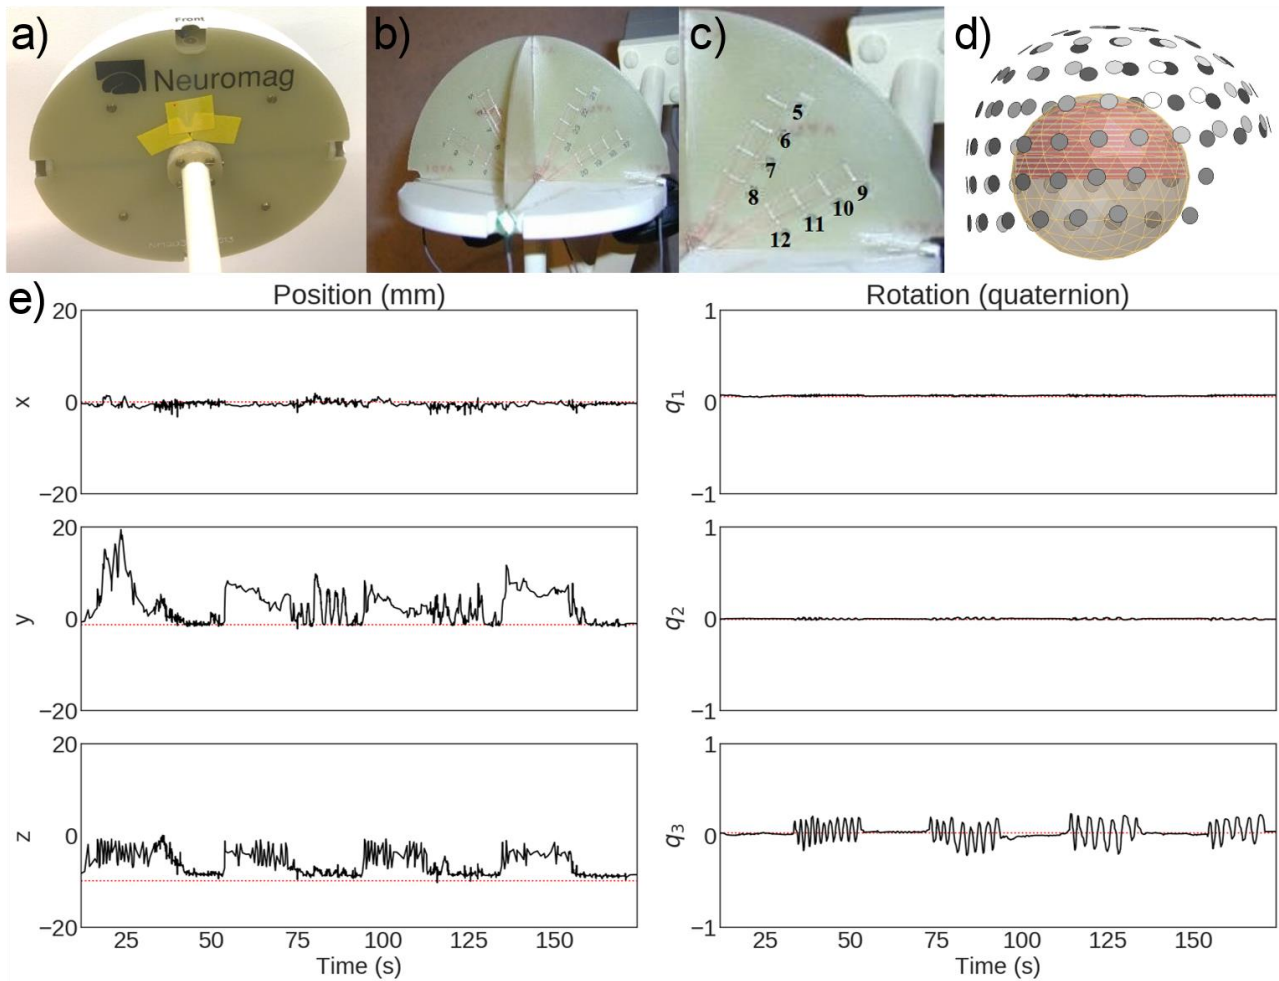 a)
Front
Neuromag
b)
c)
5
6
7
8
9
10
11
12
d)
e)
Position (mm)
Rotation (quaternion)
20
x
0
−20
1
q1
0
−1
20
y
0
−20
1
q2
0
−1
20
z
0
−20
25 50 75 100 125 150
Time (s)
1
q3
0
−1
25 50 75 100 125 150
Time (s)